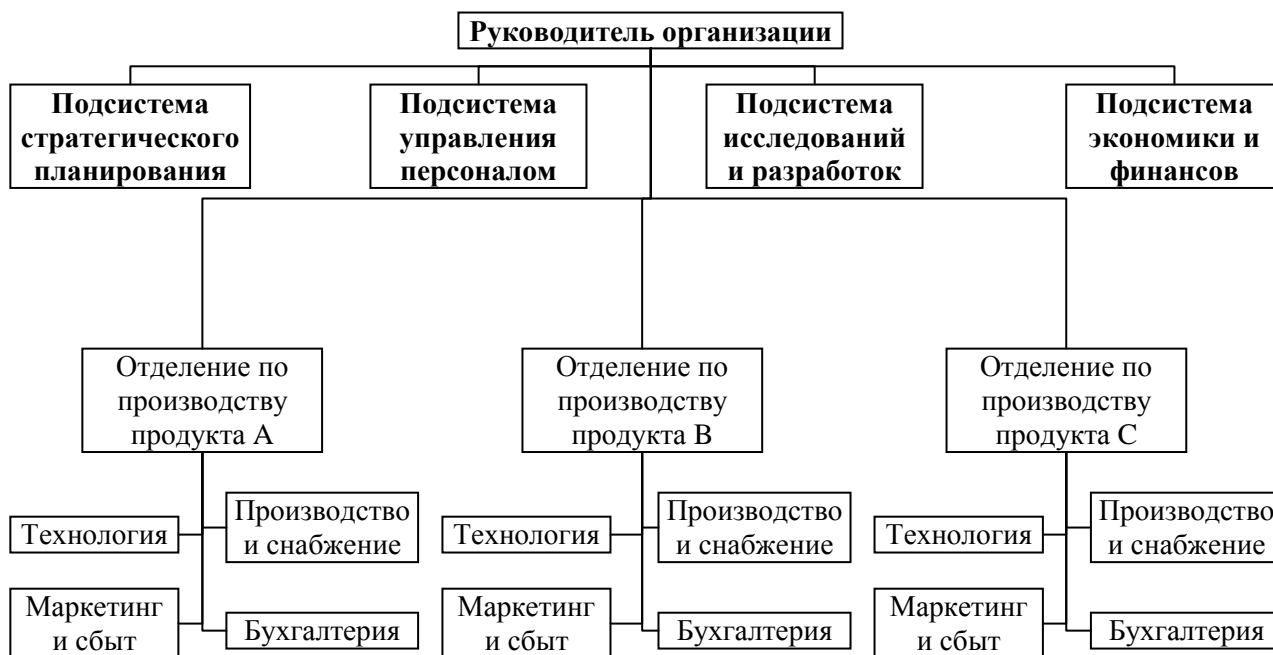 Руководитель организации
Подсистема
стратегического
планирования
Подсистема
управления
персоналом
Подсистема
исследований
и разработок
Подсистема
экономики и
финансов
Отделение по
производству
продукта А
Отделение по
производству
продукта В
Отделение по
производству
продукта С
Технология
Производство
и снабжение
Технология
Производство
и снабжение
Технология
Производство
и снабжение
Маркетинг
и сбыт
Бухгалтерия
Маркетинг
и сбыт
Бухгалтерия
Маркетинг
и сбыт
Бухгалтерия